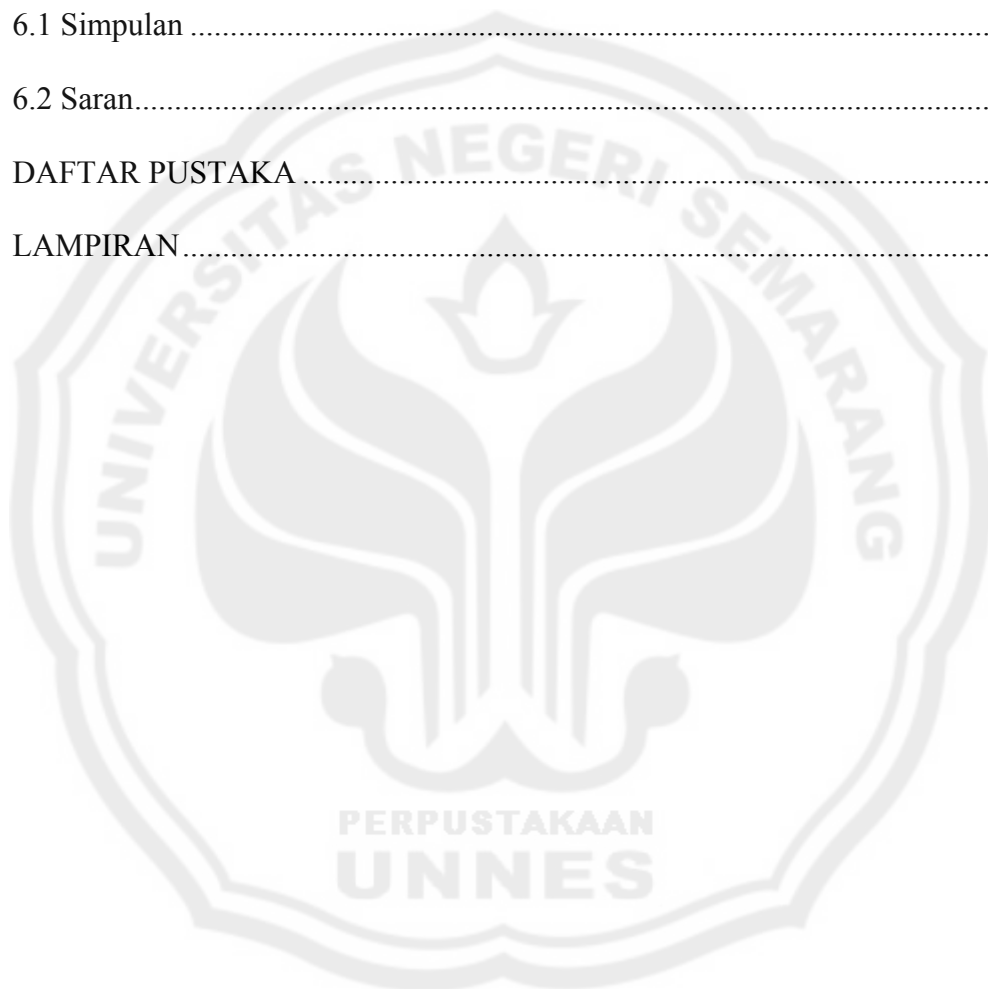 6.1 Simpulan ....................................................................................................
6.2 Saran...........................................................................................................
DAFTAR PUSTAKA ......................................................................................
LAMPIRAN.....................................................................................................
UNIVERSITAS NEGERI SEMARANG
PERPUSTAKAAN
UNNES